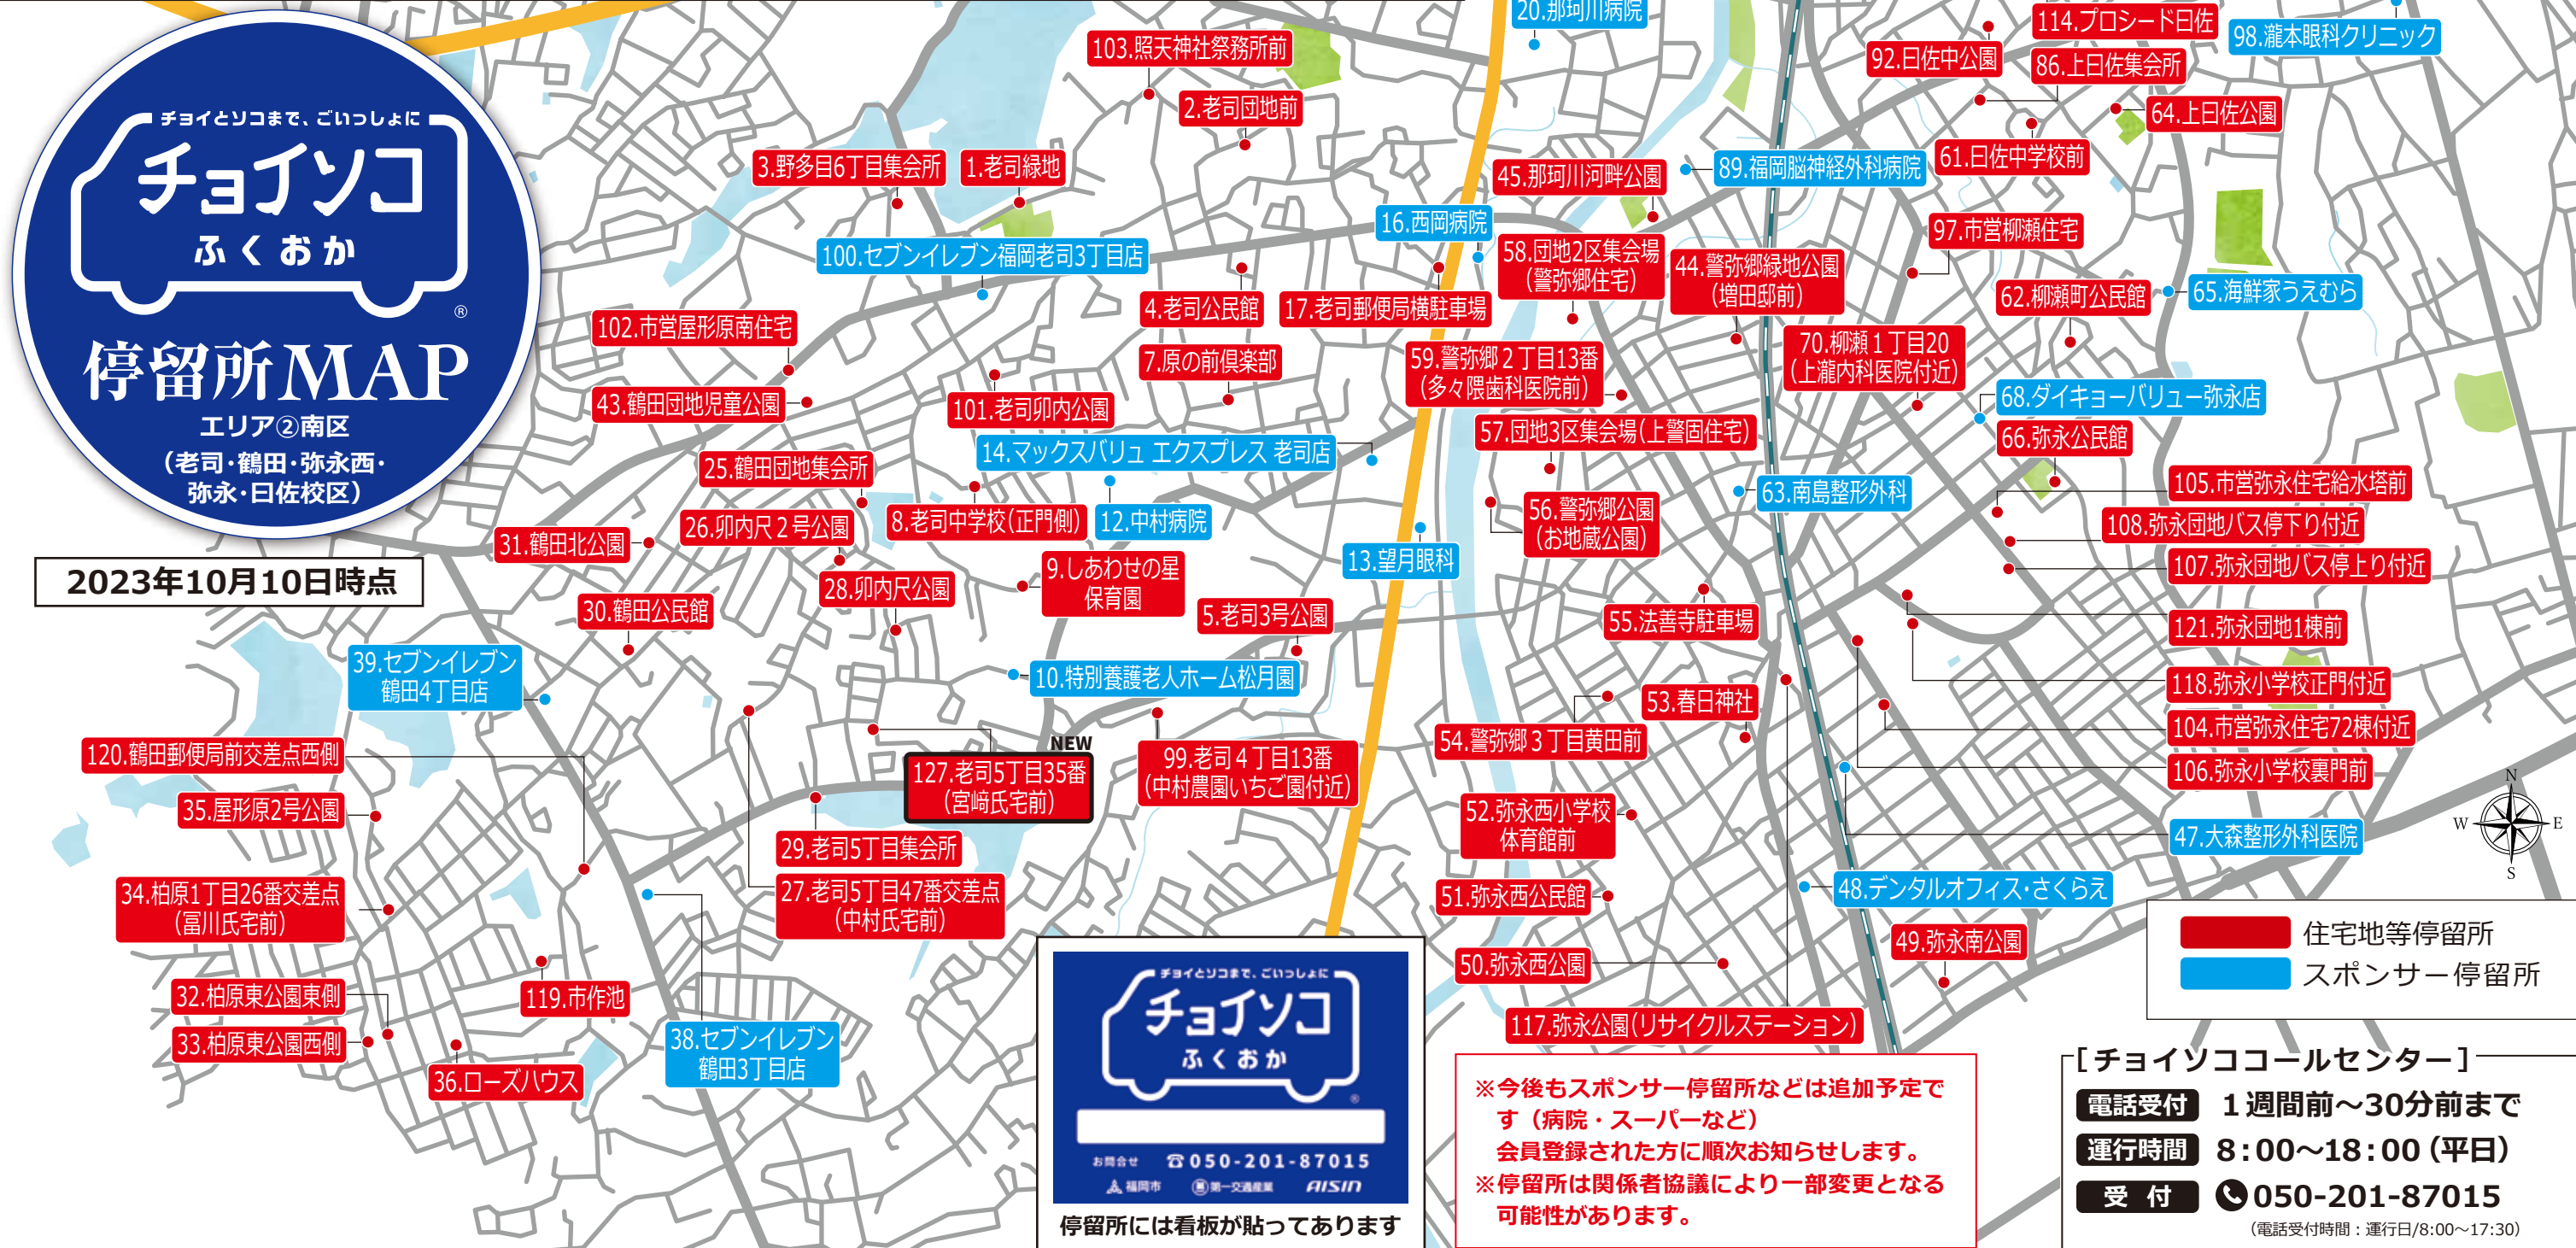 チョイとソコまで、ごいっしょに
チョイソコ
ふくおか
®
停留所MAP
エリア②南区
（老司・鶴田・弥永西・
弥永・曰佐校区）
2023年10月10日時点
20.那珂川病院
103.照天神社祭務所前
2.老司団地前
3.野多目6丁目集会所
1.老司緑地
100.セブンイレブン福岡老司3丁目店
16.西岡病院
45.那珂川河畔公園
89.福岡脳神経外科病院
92.曰佐中公園
114.プロシード曰佐
86.上曰佐集会所
98.瀧本眼科クリニック
64.上曰佐公園
61.曰佐中学校前
97.市営柳瀬住宅
58.団地2区集会場
（警弥郷住宅）
44.警弥郷緑地公園
（増田邸前）
62.柳瀬町公民館
65.海鮮家うえむら
4.老司公民館
17.老司郵便局横駐車場
102.市営屋形原南住宅
7.原の前倶楽部
59.警弥郷２丁目13番
（多々隈歯科医院前）
70.柳瀬１丁目20
（上瀧内科医院付近）
43.鶴田団地児童公園
101.老司卯内公園
68.ダイキョーバリュー弥永店
57.団地3区集会場（上警固住宅）
66.弥永公民館
14.マックスバリュ エクスプレス 老司店
25.鶴田団地集会所
105.市営弥永住宅給水塔前
63.南島整形外科
26.卯内尺２号公園
8.老司中学校（正門側）
12.中村病院
56.警弥郷公園
（お地蔵公園）
108.弥永団地バス停下り付近
31.鶴田北公園
13.望月眼科
107.弥永団地バス停上り付近
28.卯内尺公園
9.しあわせの星
保育園
30.鶴田公民館
5.老司3号公園
55.法善寺駐車場
121.弥永団地1棟前
39.セブンイレブン
鶴田4丁目店
10.特別養護老人ホーム松月園
118.弥永小学校正門付近
53.春日神社
54.警弥郷３丁目黄田前
104.市営弥永住宅72棟付近
120.鶴田郵便局前交差点西側
NEW
127.老司5丁目35番
（宮﨑氏宅前）
99.老司４丁目13番
（中村農園いちご園付近）
106.弥永小学校裏門前
35.屋形原2号公園
52.弥永西小学校
体育館前
47.大森整形外科医院
N
W
E
S
29.老司5丁目集会所
34.柏原1丁目26番交差点
（冨川氏宅前）
27.老司5丁目47番交差点
（中村氏宅前）
51.弥永西公民館
48.デンタルオフィス・さくらえ
49.弥永南公園
50.弥永西公園
32.柏原東公園東側
119.市作池
117.弥永公園（リサイクルステーション）
33.柏原東公園西側
38.セブンイレブン
鶴田3丁目店
36.ローズハウス
住宅地等停留所
スポンサー停留所
チョイとソコまで、ごいっしょに
チョイソコ
ふくおか
®
お問合せ ☎050-201-87015
福岡市 第一交通産業 AISIN
停留所には看板が貼ってあります
※今後もスポンサー停留所などは追加予定で
す（病院・スーパーなど）
会員登録された方に順次お知らせします。
※停留所は関係者協議により一部変更となる
可能性があります。
［チョイソココールセンター］
電話受付 １週間前～30分前まで
運行時間 8：00～18：00（平日）
受 付 050-201-87015
（電話受付時間：運行日/8:00～17:30）